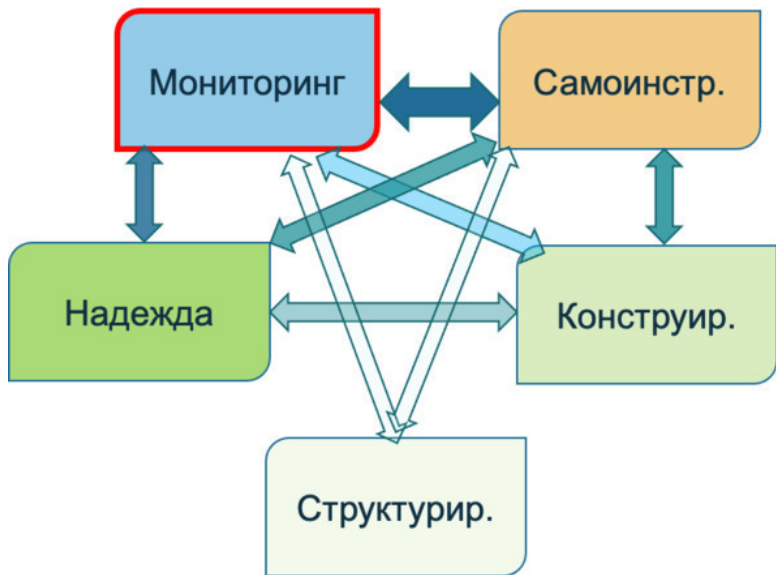 Мониторинг
Самоинстр.
Надежда
Конструир.
Структурир.